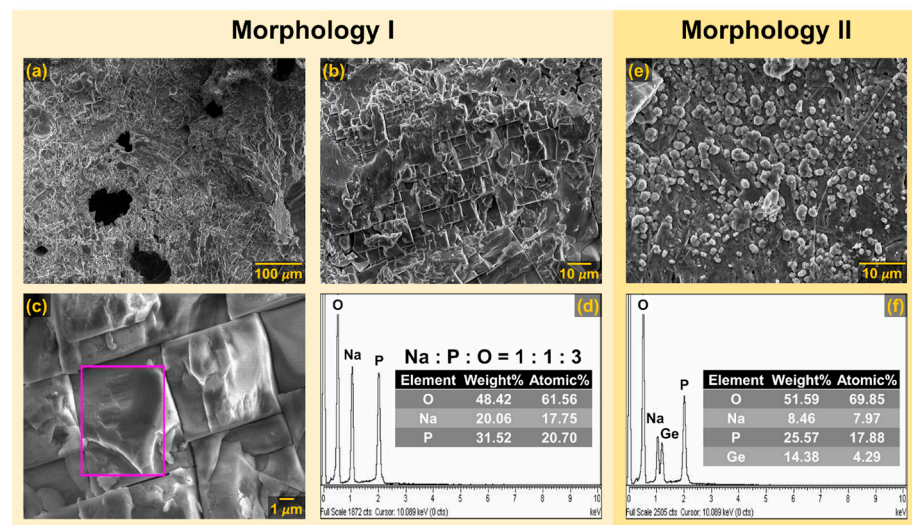 Morphology I
Morphology II
(a)
100 μm
(b)
10 μm
(e)
10 μm
(c)
1 μm
(d)
O
Na
P
Na : P : O = 1 : 1 : 3
Element Weight% Atomic%
O 48.42 61.56
Na 20.06 17.75
P 31.52 20.70
0 1 2 3 4 5 6 7 8 9 10
Full Scale 1872 cts Cursor: 10.089 keV (0 cts) keV
(f)
O
Na
Ge
P
Element Weight% Atomic%
O 51.59 69.85
Na 8.46 7.97
P 25.57 17.88
Ge 14.38 4.29
0 1 2 3 4 5 6 7 8 9 10
Full Scale 2505 cts Cursor: 10.089 keV (0 cts) keV